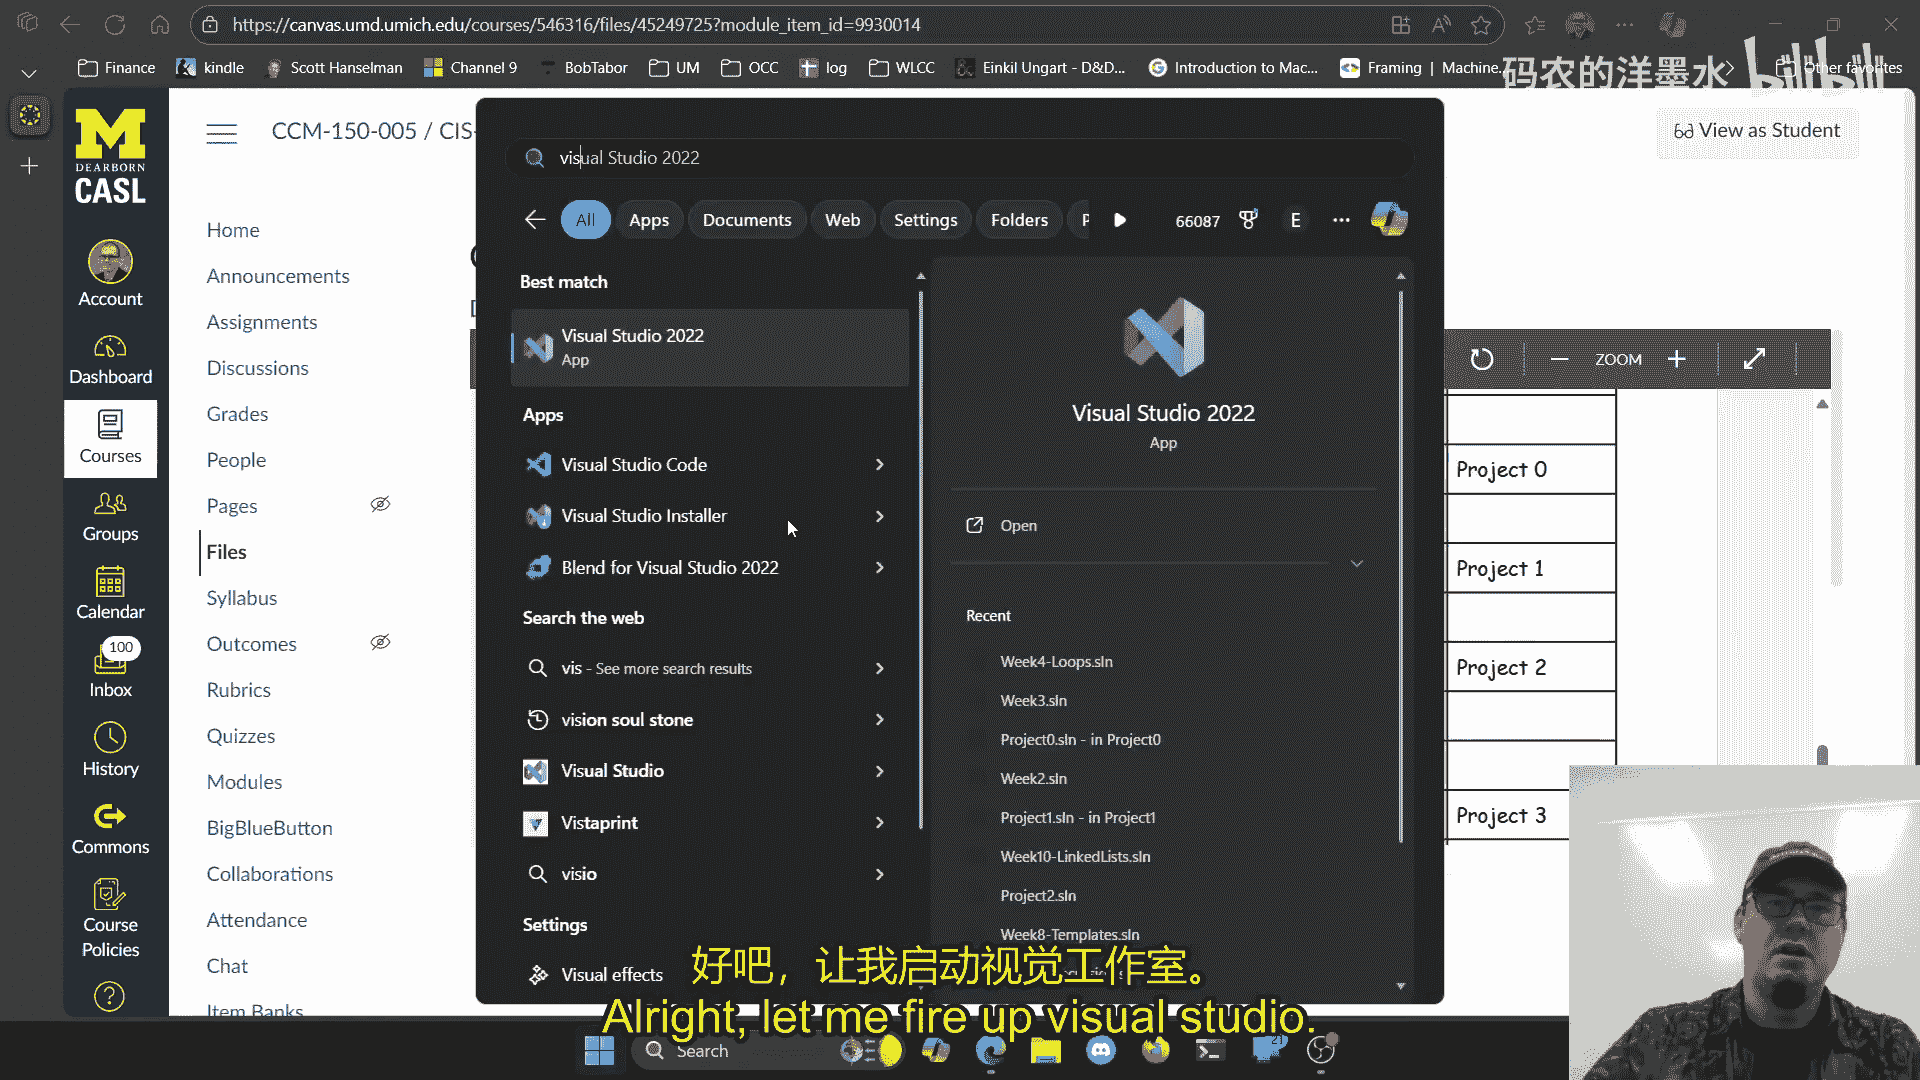 https://canvas.umd.umich.edu/courses/546316/files/45249725?module_item_id=9930014
Finance
kindle
Scott Hanselman
Channel 9
BobTabor
UM
OCC
log
WLCC
Einkil Ungart - D&D...
Introduction to Mac...
Framing | Machine...
Other favorites
码农的洋墨水
bilibili
M
DEARBORN
CASL
Account
Dashboard
Courses
Groups
Calendar
100
Inbox
History
Commons
Course
Policies
CCM-150-005 / CIS-
View as Student
Home
Announcements
Assignments
Discussions
Grades
People
Pages
Files
Syllabus
Outcomes
Rubrics
Quizzes
Modules
BigBlueButton
Collaborations
Attendance
Chat
Item Banks
visual Studio 2022
All
Apps
Documents
Web
Settings
Folders
P
66087
E
Best match
Visual Studio 2022
App
Apps
Visual Studio Code
Visual Studio Installer
Blend for Visual Studio 2022
Search the web
vis - See more search results
vision soul stone
Visual Studio
Vistaprint
visio
Settings
Visual effects
Visual Studio 2022
App
Open
Recent
Week4-Loops.sln
Week3.sln
Project0.sln - in Project0
Week2.sln
Project1.sln - in Project1
Week10-LinkedLists.sln
Project2.sln
Week8-Templates.sln
ZOOM
Project 0
Project 1
Project 2
Project 3
好吧，让我启动视觉工作室。
Alright, let me fire up visual studio.
Search
21